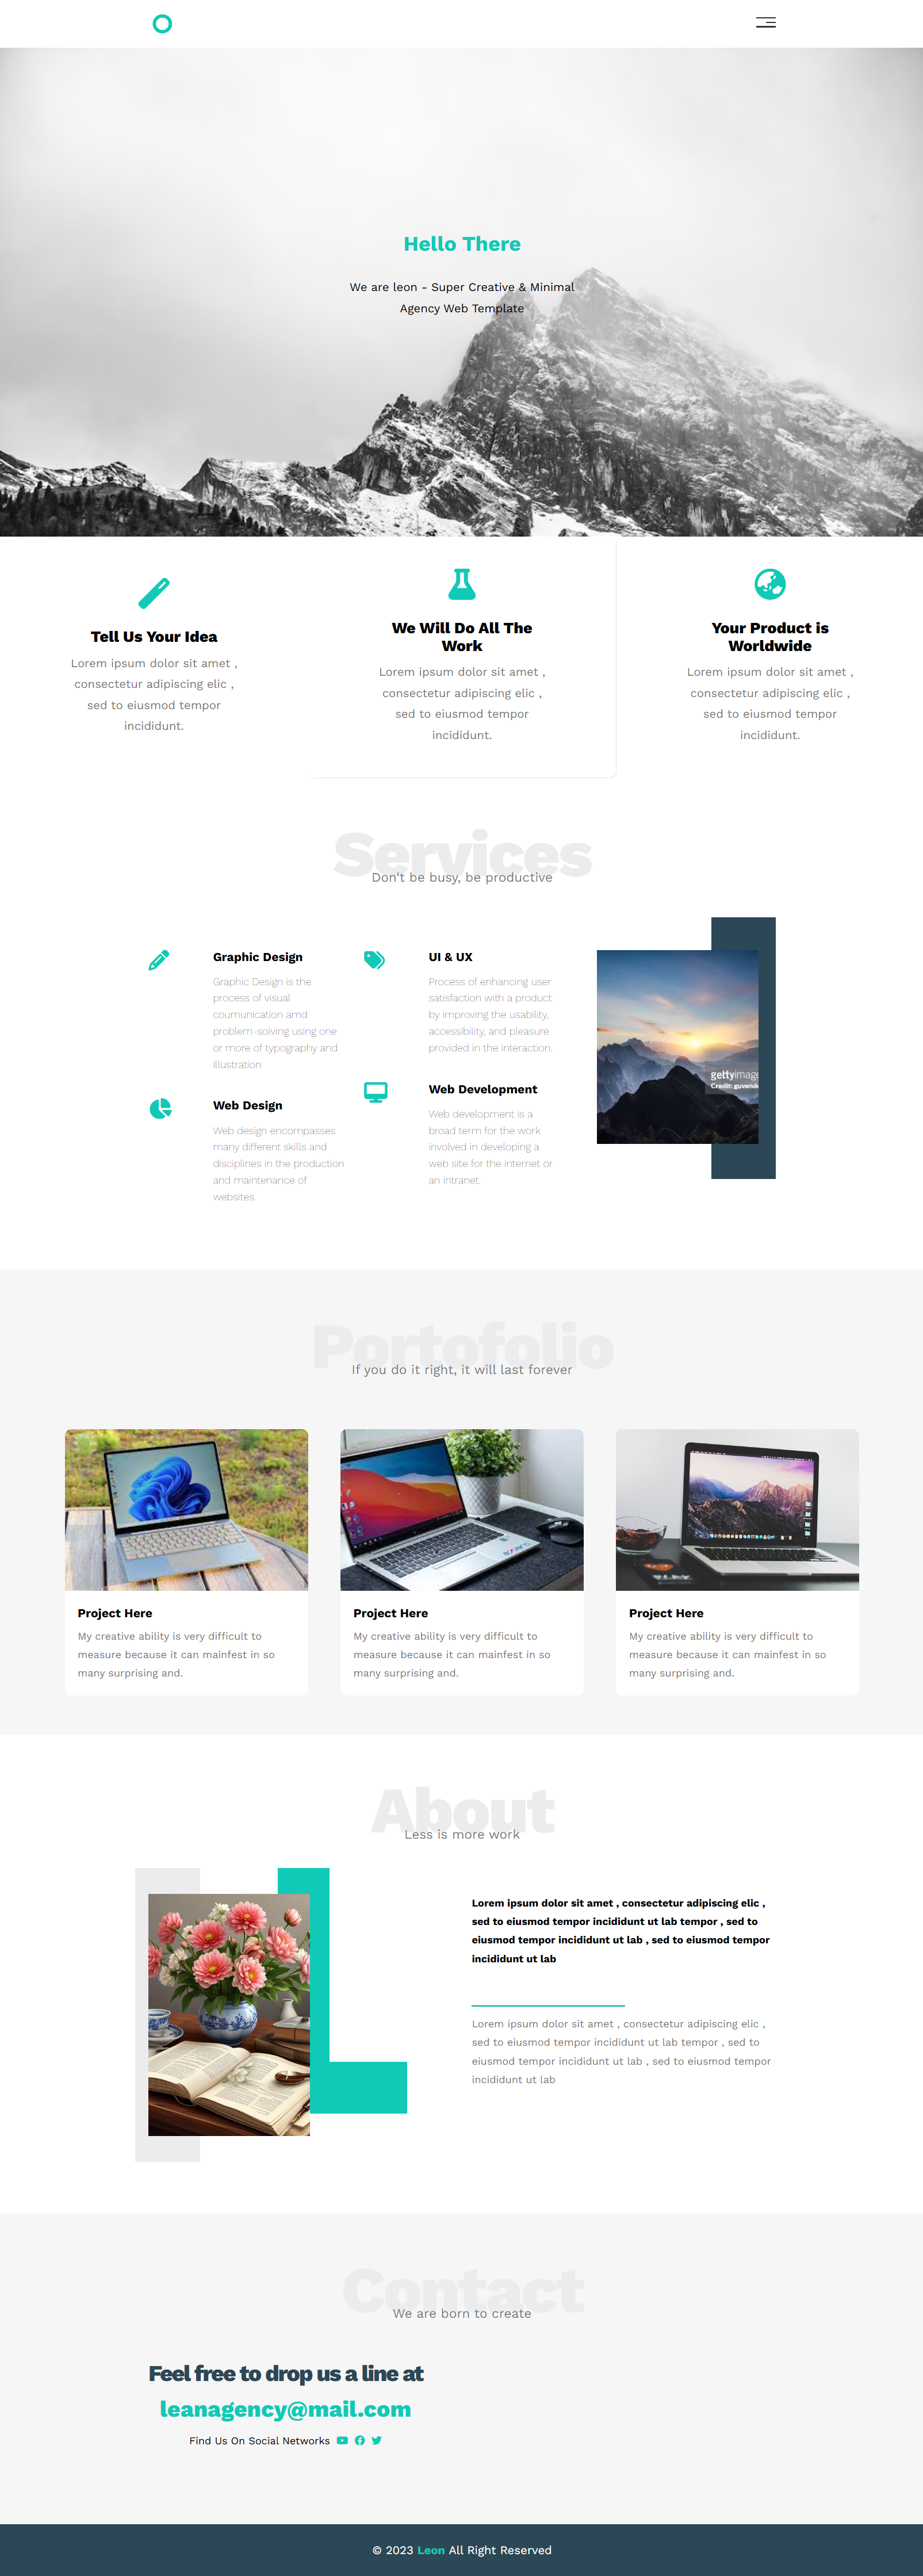 Hello There
We are leon - Super Creative & Minimal
Agency Web Template
Tell Us Your Idea
Lorem ipsum dolor sit amet ,
consectetur adipiscing elic ,
sed to eiusmod tempor
incididunt.
We Will Do All The
Work
Lorem ipsum dolor sit amet ,
consectetur adipiscing elic ,
sed to eiusmod tempor
incididunt.
Your Product is
Worldwide
Lorem ipsum dolor sit amet ,
consectetur adipiscing elic ,
sed to eiusmod tempor
incididunt.
Services
Don't be busy, be productive
Graphic Design
Graphic Design is the
process of visual
coumunication amd
problem-solving using one
or more of typography and
illustration
Web Design
Web design encompasses
many different skills and
disciplines in the production
and maintenance of
websites.
UI & UX
Process of enhancing user
satisfaction with a product
by improving the usability,
accessibility, and pleasure
provided in the interaction.
Web Development
Web development is a
broad term for the work
involved in developing a
web site for the internet or
an intranet.
gettyimage
Credit: guvende
Portofolio
If you do it right, it will last forever
Project Here
My creative ability is very difficult to
measure because it can mainfest in so
many surprising and.
Project Here
My creative ability is very difficult to
measure because it can mainfest in so
many surprising and.
Project Here
My creative ability is very difficult to
measure because it can mainfest in so
many surprising and.
About
Less is more work
Lorem ipsum dolor sit amet , consectetur adipiscing elic ,
sed to eiusmod tempor incididunt ut lab tempor , sed to
eiusmod tempor incididunt ut lab , sed to eiusmod tempor
incididunt ut lab
Lorem ipsum dolor sit amet , consectetur adipiscing elic ,
sed to eiusmod tempor incididunt ut lab tempor , sed to
eiusmod tempor incididunt ut lab , sed to eiusmod tempor
incididunt ut lab
Contact
We are born to create
Feel free to drop us a line at
leanagency@mail.com
Find Us On Social Networks
© 2023 Leon All Right Reserved